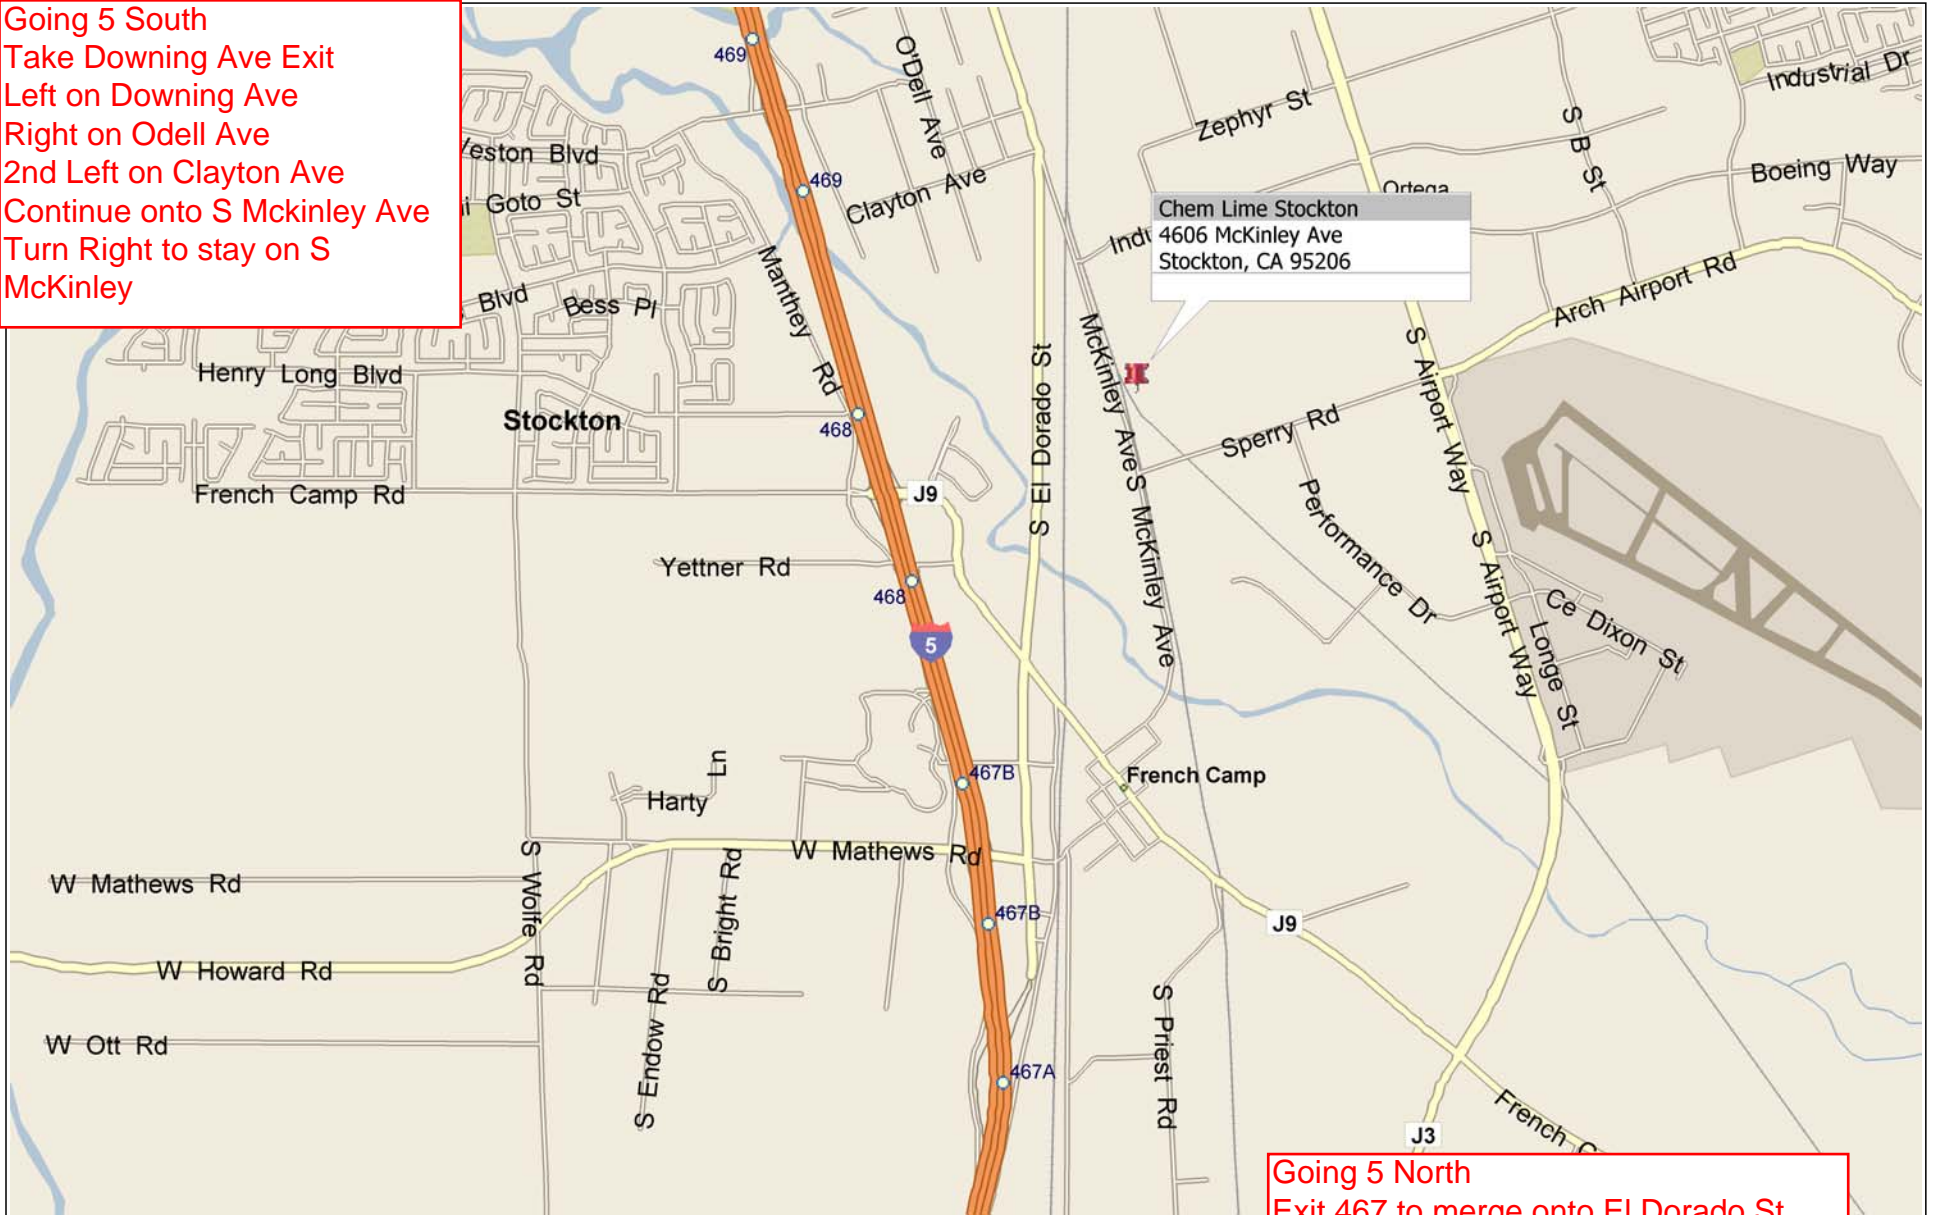 Going 5 South
Take Downing Ave Exit
Left on Downing Ave
Right on Odell Ave
2nd Left on Clayton Ave
Continue onto S Mckinley Ave
Turn Right to stay on S
McKinley
469
O'Dell Ave
Zephyr St
Industrial Dr
S B St
Boeing Way
Goto St
469
Clayton Ave
Ortega
Chem Lime Stockton
4606 McKinley Ave
Stockton, CA 95206
Blvd
Bess Pl
Manthey Rd
Arch Airport Rd
Henry Long Blvd
Stockton
468
S El Dorado St
McKinley Ave
S Airport Way
Sperry Rd
French Camp Rd
J9
S McKinley Ave
Performance Dr
Yettner Rd
468
5
S Airport Way
Ce Dixon St
Longe St
Harty Ln
467B
French Camp
W Mathews Rd
W Mathews Rd
S Wolfe Rd
S Bright Rd
467B
J9
W Howard Rd
S Endow Rd
S Priest Rd
W Ott Rd
467A
J3
French
Going 5 North
Exit 467 to merge onto El Dorado St